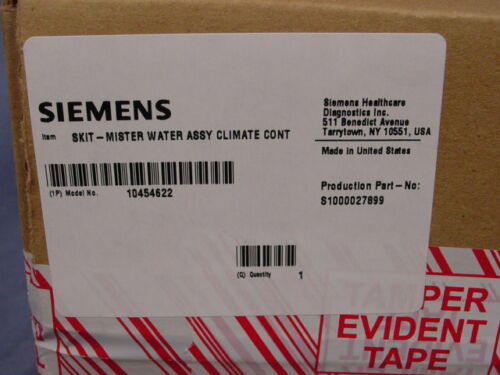 SIEMENS
Item SKIT-MISTER WATER ASSY CLIMATE CONT
(1P) Model No. 10454622
(Q) Quantity 1
Siemens Healthcare
Diagnostics Inc.
511 Benedict Avenue
Tarrytown, NY 10551, USA
Made in United States
Production Part-No:
S1000027899
TAMPER
EVIDENT
TAPE